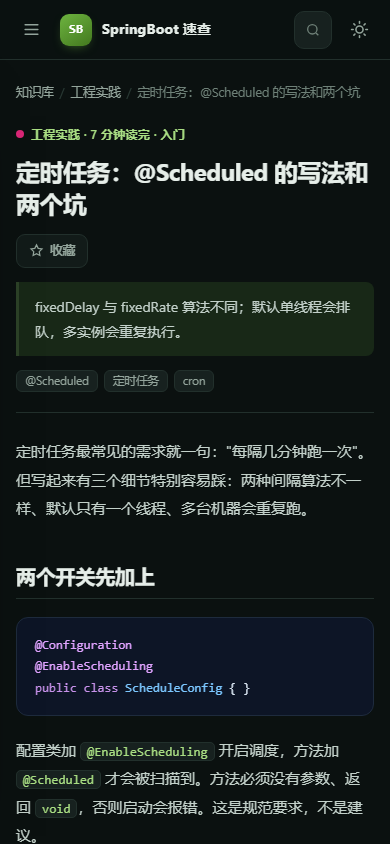 SB SpringBoot 速查
知识库 / 工程实践 / 定时任务：@Scheduled 的写法和两个坑
工程实践 · 7 分钟读完 · 入门
定时任务：@Scheduled 的写法和
两个坑
收藏
fixedDelay 与 fixedRate 算法不同；默认单线程会排
队，多实例会重复执行。
@Scheduled 定时任务 cron
定时任务最常见的需求就一句："每隔几分钟跑一次"。
但写起来有三个细节特别容易踩：两种间隔算法不一
样、默认只有一个线程、多台机器会重复跑。
两个开关先加上
@Configuration
@EnableScheduling
public class ScheduleConfig { }
配置类加 @EnableScheduling 开启调度，方法加
@Scheduled 才会被扫描到。方法必须没有参数、返
回 void，否则启动会报错。这是规范要求，不是建
议。